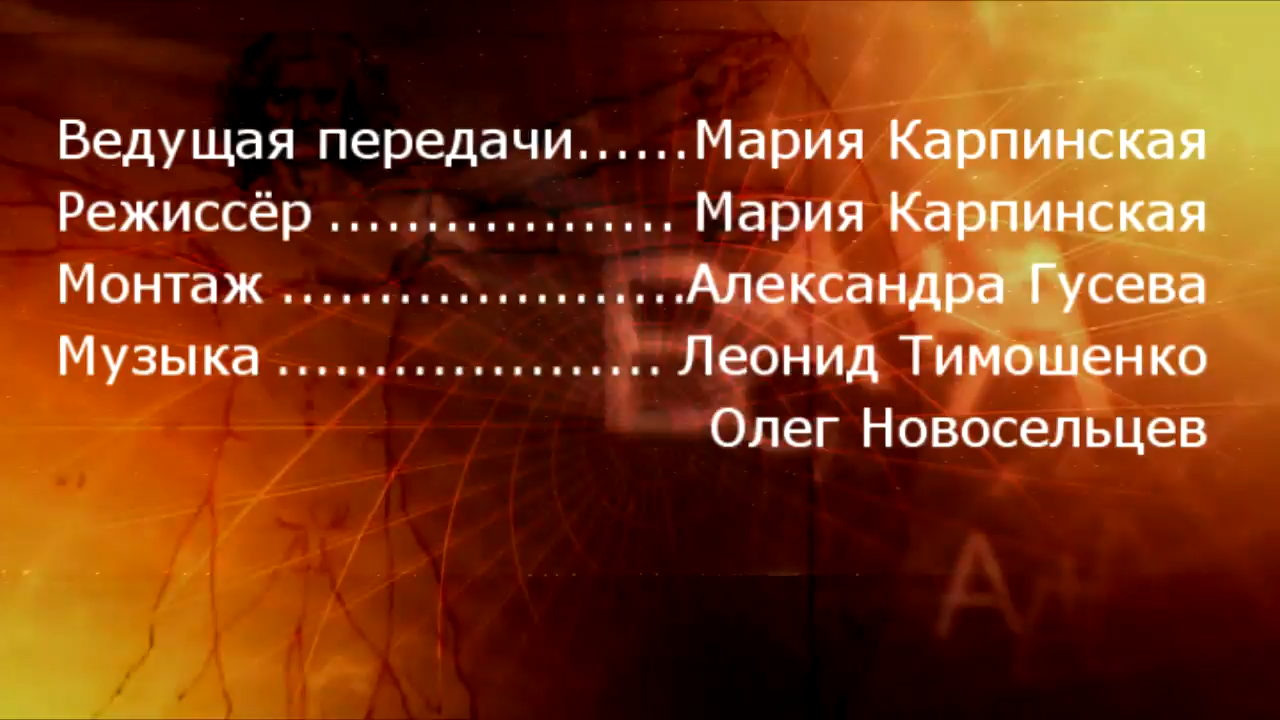 Ведущая передачи......Мария Карпинская
Режиссёр .................. Мария Карпинская
Монтаж .....................Александра Гусева
Музыка .................... Леонид Тимошенко
Олег Новосельцев
В
А